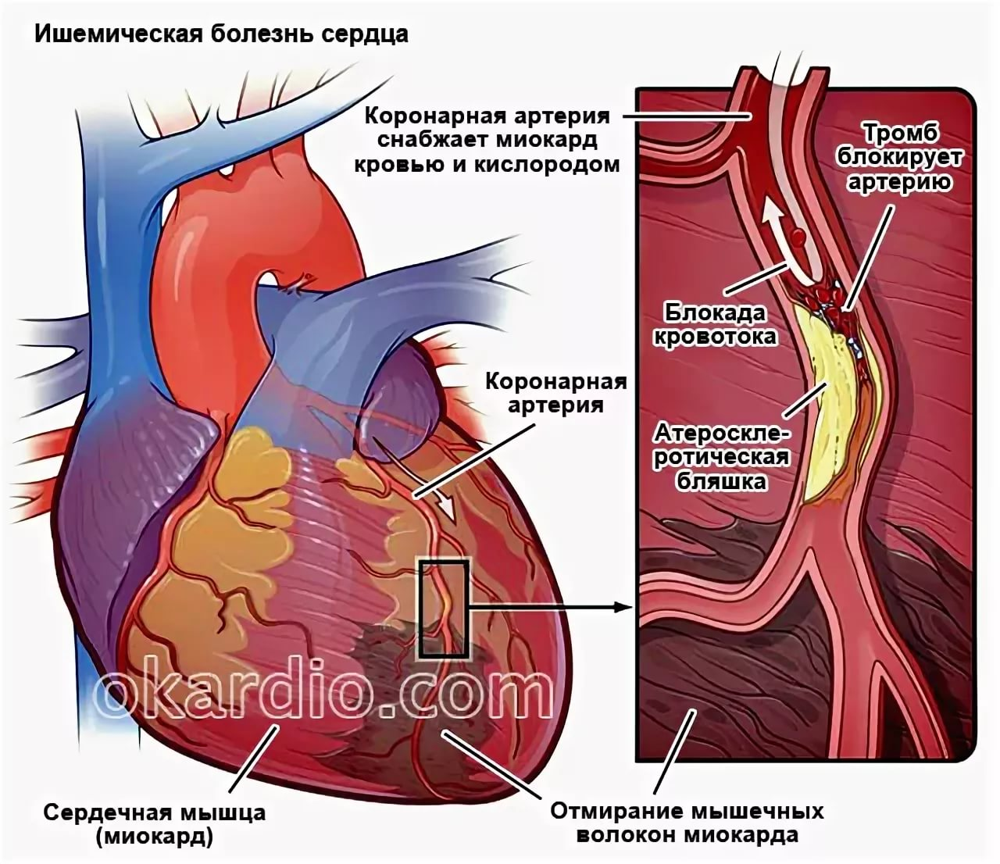 Ишемическая болезнь сердца
Коронарная артерия
снабжает миокард
кровью и кислородом
Тромб
блокирует
артерию
Блокада
кровотока
Коронарная
артерия
Атероскле-
ротическая
бляшка
okardio.com
Сердечная мышца
(миокард)
Отмирание мышечных
волокон миокарда